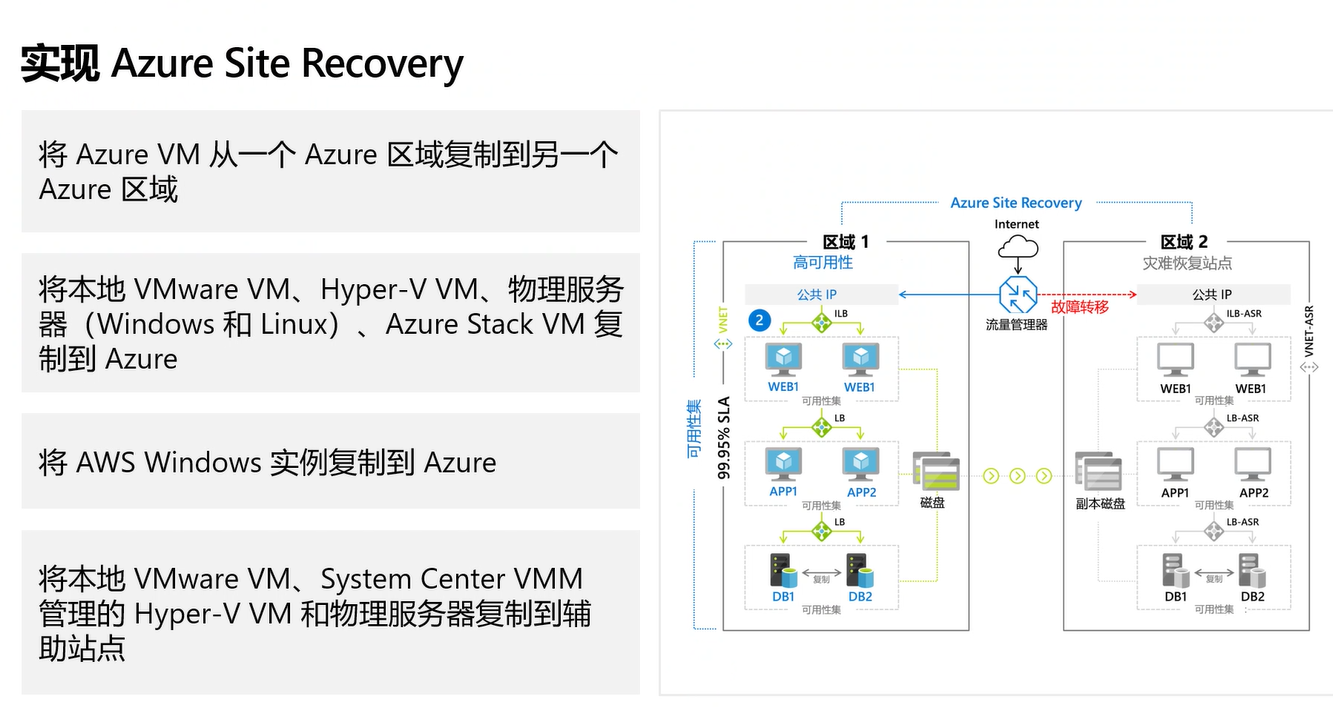 实现 Azure Site Recovery
将 Azure VM 从一个 Azure 区域复制到另一个
Azure 区域
将本地 VMware VM、Hyper-V VM、物理服务
器（Windows 和 Linux）、Azure Stack VM 复
制到 Azure
将 AWS Windows 实例复制到 Azure
将本地 VMware VM、System Center VMM
管理的 Hyper-V VM 和物理服务器复制到辅
助站点
Azure Site Recovery
Internet
流量管理器
故障转移
区域 1
高可用性
公共 IP
2
ILB
VNET
WEB1
WEB1
可用性集
LB
可用性集
99.95% SLA
APP1
APP2
可用性集
LB
复制
DB1
DB2
可用性集
磁盘
副本磁盘
区域 2
灾难恢复站点
公共 IP
ILB-ASR
VNET-ASR
WEB1
WEB1
可用性集
LB-ASR
APP1
APP2
可用性集
LB-ASR
复制
DB1
DB2
可用性集